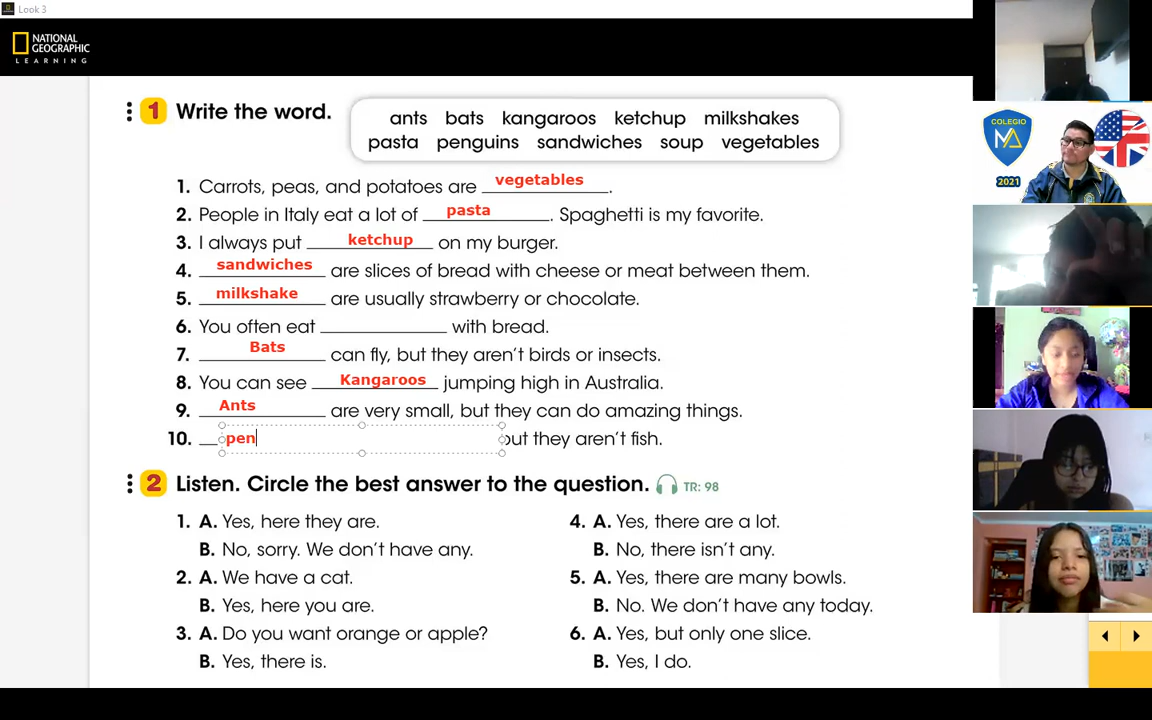 Look 3
NATIONAL
GEOGRAPHIC
LEARNING
1 Write the word.
ants bats kangaroos ketchup milkshakes
pasta penguins sandwiches soup vegetables
1. Carrots, peas, and potatoes are vegetables.
2. People in Italy eat a lot of pasta. Spaghetti is my favorite.
3. I always put ketchup on my burger.
4. sandwiches are slices of bread with cheese or meat between them.
5. milkshake are usually strawberry or chocolate.
6. You often eat ____________ with bread.
7. Bats can fly, but they aren't birds or insects.
8. You can see Kangaroos jumping high in Australia.
9. Ants are very small, but they can do amazing things.
10. pen but they aren't fish.
2 Listen. Circle the best answer to the question. TR: 98
1. A. Yes, here they are.
B. No, sorry. We don't have any.
2. A. We have a cat.
B. Yes, here you are.
3. A. Do you want orange or apple?
B. Yes, there is.
4. A. Yes, there are a lot.
B. No, there isn't any.
5. A. Yes, there are many bowls.
B. No. We don't have any today.
6. A. Yes, but only one slice.
B. Yes, I do.
COLEGIO
MA
2021